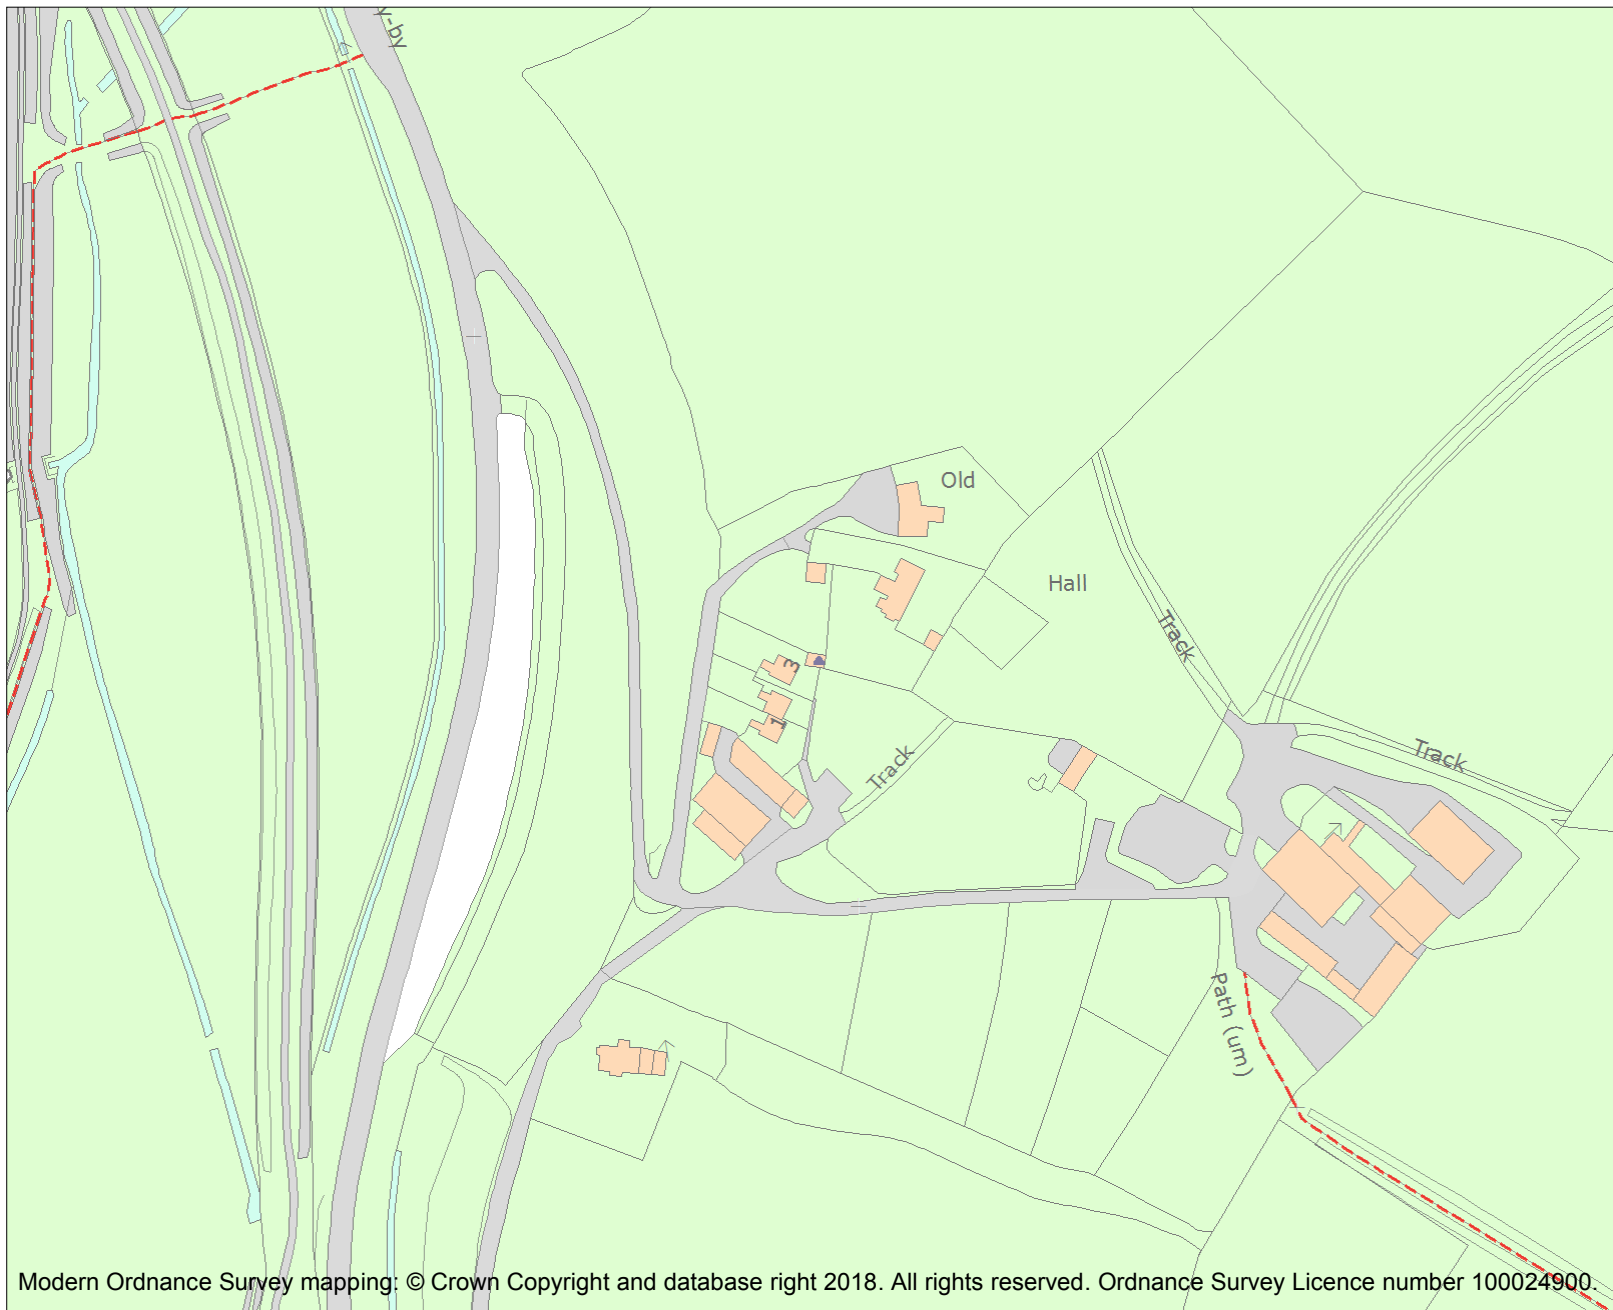 y-by
Old
Hall
Track
3
1
Track
Track
Path (um)
Modern Ordnance Survey mapping: © Crown Copyright and database right 2018. All rights reserved. Ordnance Survey Licence number 100024900.